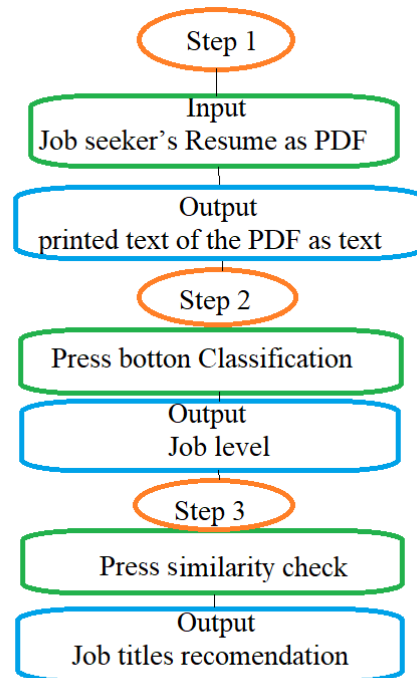 Step 1
Input
Job seeker's Resume as PDF
Output
printed text of the PDF as text
Step 2
Press botton Classification
Output
Job level
Step 3
Press similarity check
Output
Job titles recomendation